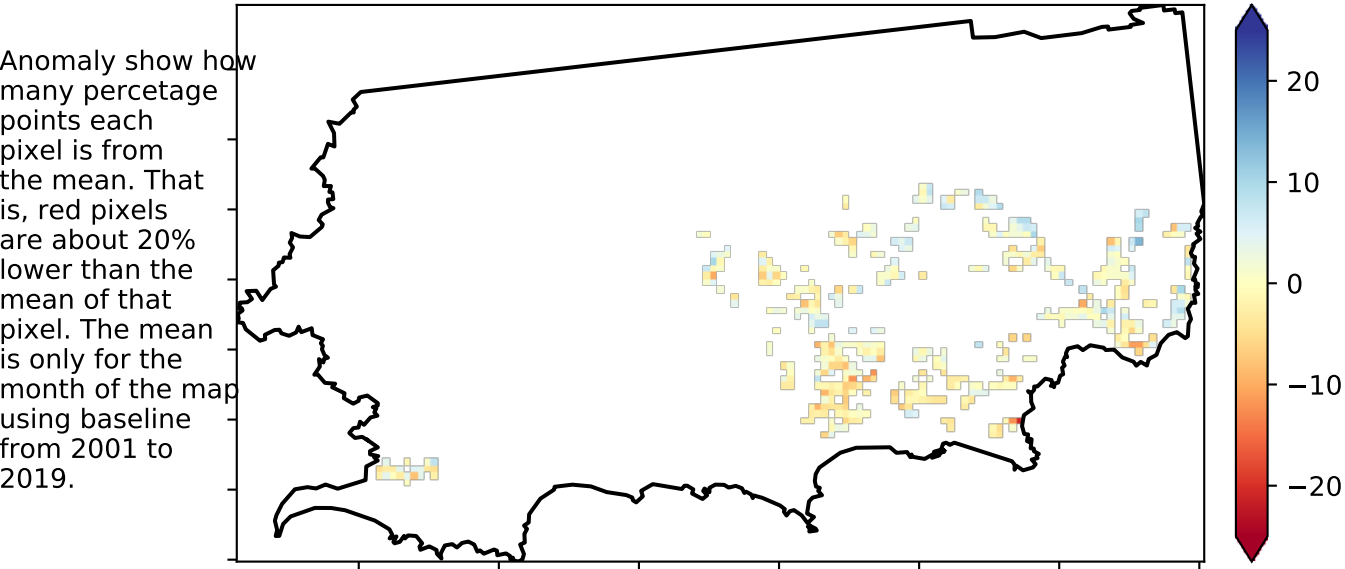 Anomaly show how
many percetage
points each
pixel is from
the mean. That
is, red pixels
are about 20%
lower than the
mean of that
pixel. The mean
is only for the
month of the map
using baseline
from 2001 to
2019.
20
10
0
−10
−20